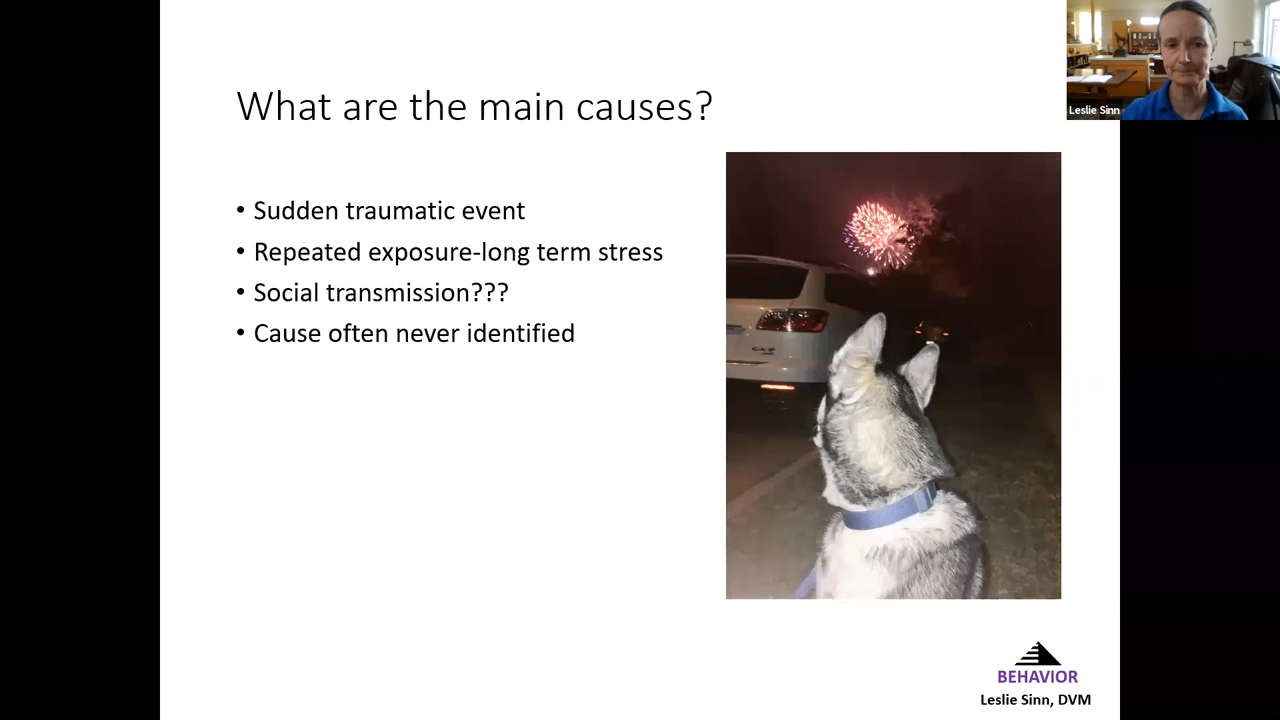 What are the main causes?
Leslie Sinn
• Sudden traumatic event
• Repeated exposure-long term stress
• Social transmission???
• Cause often never identified
BEHAVIOR
Leslie Sinn, DVM